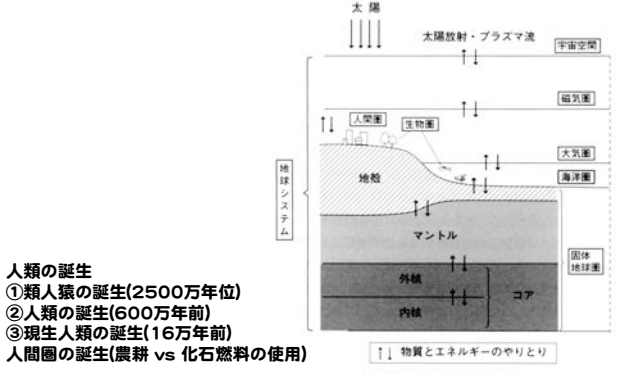 太 陽
太陽放射・プラズマ流
宇宙空間
磁気圏
人間圏
生物圏
大気圏
海洋圏
地殻
地球システム
マントル
固体
地球圏
外核
コア
内核
物質とエネルギーのやりとり
人類の誕生
①類人猿の誕生(2500万年位)
②人類の誕生(600万年前)
③現生人類の誕生(16万年前)
人間圏の誕生(農耕 vs 化石燃料の使用)